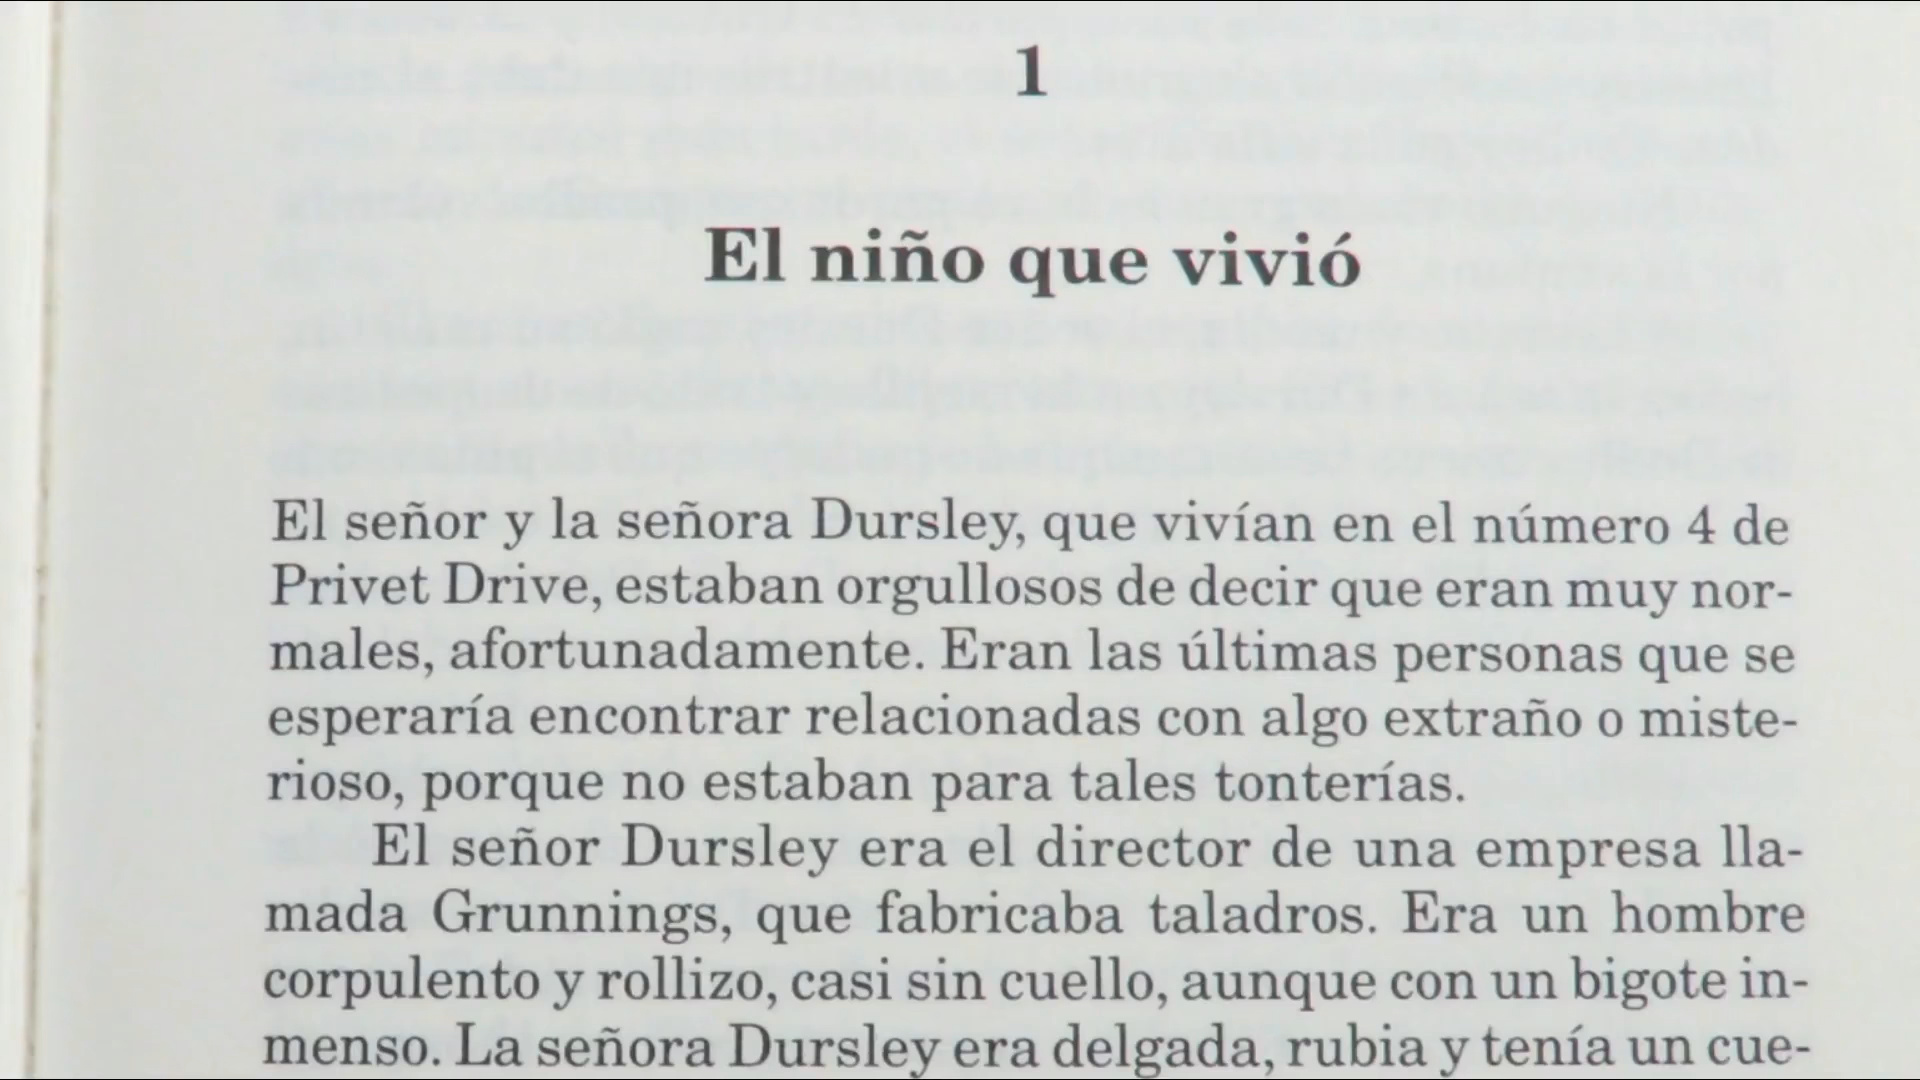 1
El niño que vivió
El señor y la señora Dursley, que vivían en el número 4 de
Privet Drive, estaban orgullosos de decir que eran muy nor-
males, afortunadamente. Eran las últimas personas que se
esperaría encontrar relacionadas con algo extraño o miste-
rioso, porque no estaban para tales tonterías.
El señor Dursley era el director de una empresa lla-
mada Grunnings, que fabricaba taladros. Era un hombre
corpulento y rollizo, casi sin cuello, aunque con un bigote in-
menso. La señora Dursley era delgada, rubia y tenía un cue-